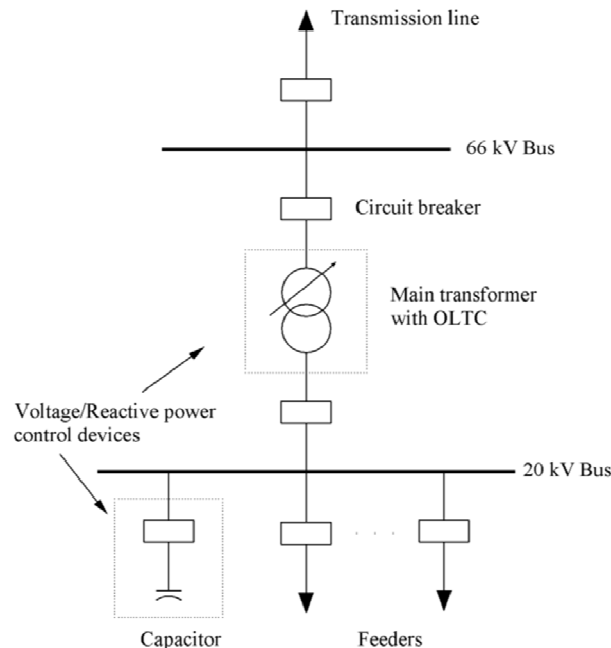 Transmission line
66 kV Bus
Circuit breaker
Main transformer
with OLTC
Voltage/Reactive power
control devices
20 kV Bus
Capacitor
Feeders